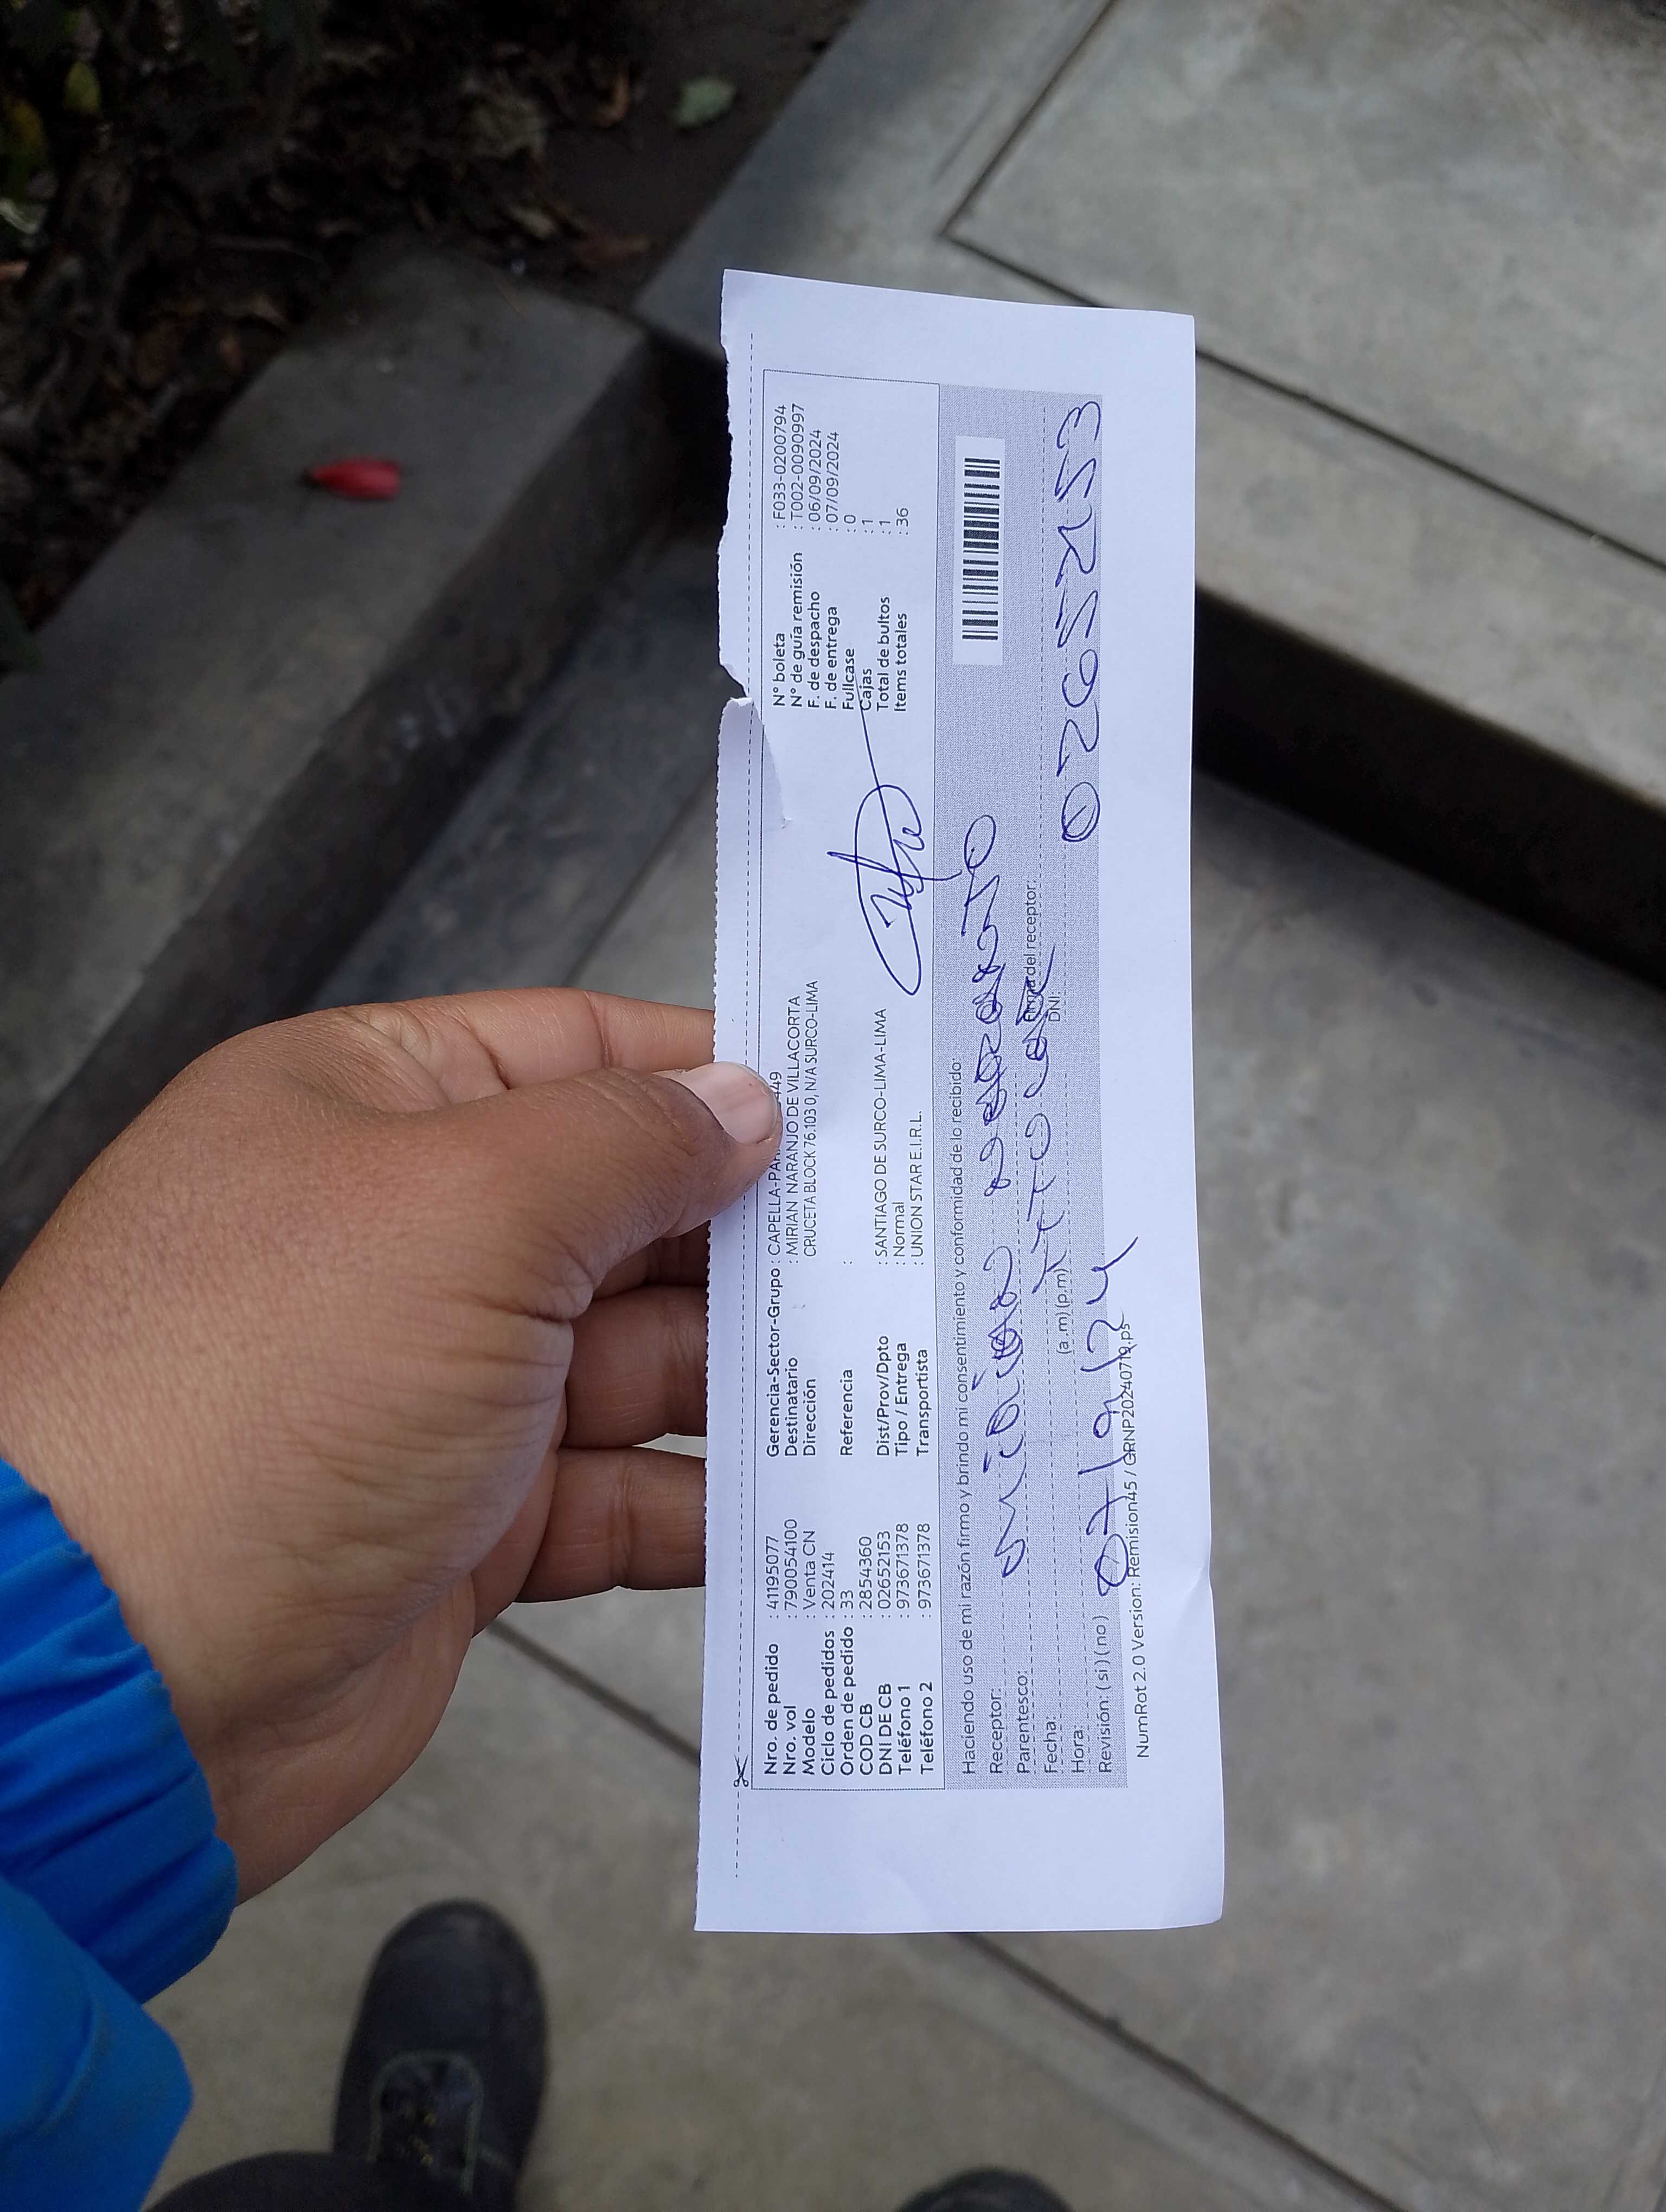 Nro. de pedido : 41195077 Gerencia-Sector-Grupo : CAPELLA-PA 449 N° boleta : F033-0200794
Nro. vol : 790054100 Destinatario : MIRIAN NARANJO DE VILLACORTA N° de guía remisión : T002-0090997
Modelo : Venta CN Dirección CRUCETA BLOCK 76.103 0, N/A SURCO-LIMA F. de despacho : 06/09/2024
Ciclo de pedidos : 202414 F. de entrega : 07/09/2024
Orden de pedido : 33 Referencia : Fullcase : 0
COD CB : 2854360 Cajas : 1
DNI DE CB : 02652153 Dist/Prov/Dpto : SANTIAGO DE SURCO-LIMA-LIMA Total de bultos : 1
Teléfono 1 : 973671378 Tipo / Entrega : Normal Items totales : 36
Teléfono 2 : 973671378 Transportista : UNION STAR E.I.R.L.
Haciendo uso de mi razón firmo y brindo mi consentimiento y conformidad de lo recibido:
Receptor:
Parentesco: Firma del receptor:
Fecha: DNI: 02652153
Hora: (a.m) (p.m)
Revisión: ( si ) ( no ) 07/9/24
NumRot 2.0 Version: Remision45 / GRNP20240719.ps